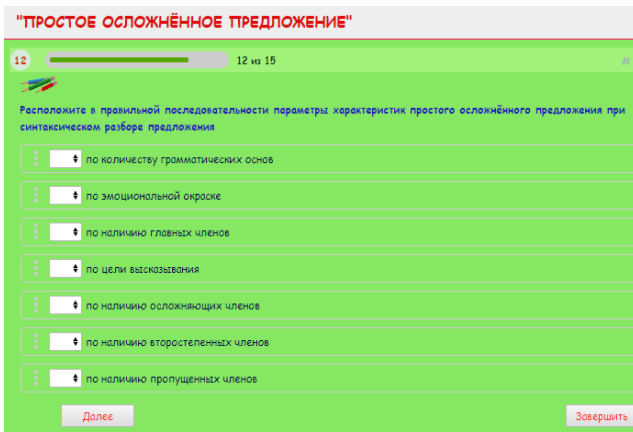 "ПРОСТОЕ ОСЛОЖНЁННОЕ ПРЕДЛОЖЕНИЕ"
12 12 из 15 #
Расположите в правильной последовательности параметры характеристик простого осложнённого предложения при
синтаксическом разборе предложения
по количеству грамматических основ
по эмоциональной окраске
по наличию главных членов
по цели высказывания
по наличию осложняющих членов
по наличию второстепенных членов
по наличию пропущенных членов
Далее Завершить